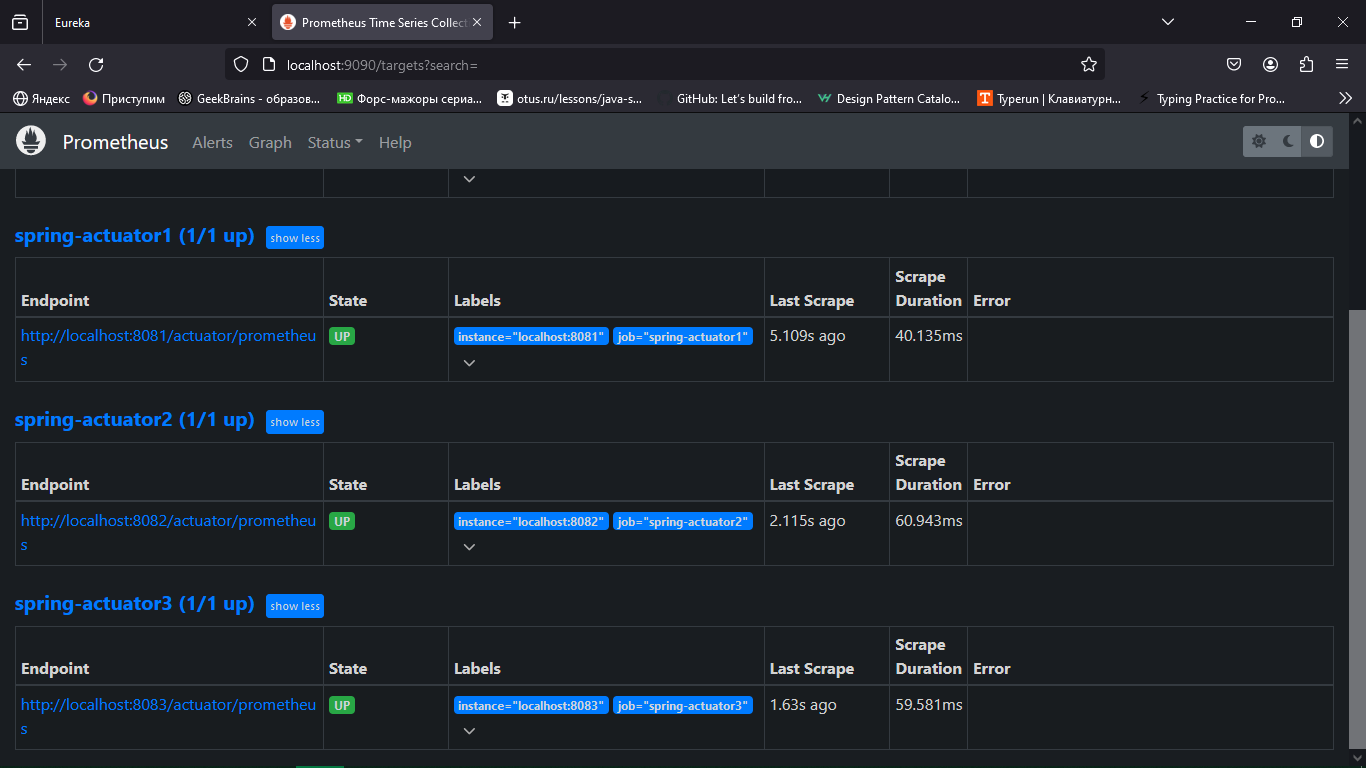 Eureka
Prometheus Time Series Collect
localhost:9090/targets?search=
Яндекс Приступим GeekBrains - образов... HD Форс-мажоры сериа... otus.ru/lessons/java-s... GitHub: Let's build fro... Design Pattern Catalo... Typerun | Клавиатурн... Typing Practice for Pro...
Prometheus Alerts Graph Status Help
spring-actuator1 (1/1 up) show less
Endpoint State Labels Last Scrape Scrape Duration Error
http://localhost:8081/actuator/prometheu UP instance="localhost:8081" job="spring-actuator1" 5.109s ago 40.135ms
s
spring-actuator2 (1/1 up) show less
Endpoint State Labels Last Scrape Scrape Duration Error
http://localhost:8082/actuator/prometheu UP instance="localhost:8082" job="spring-actuator2" 2.115s ago 60.943ms
s
spring-actuator3 (1/1 up) show less
Endpoint State Labels Last Scrape Scrape Duration Error
http://localhost:8083/actuator/prometheu UP instance="localhost:8083" job="spring-actuator3" 1.63s ago 59.581ms
s